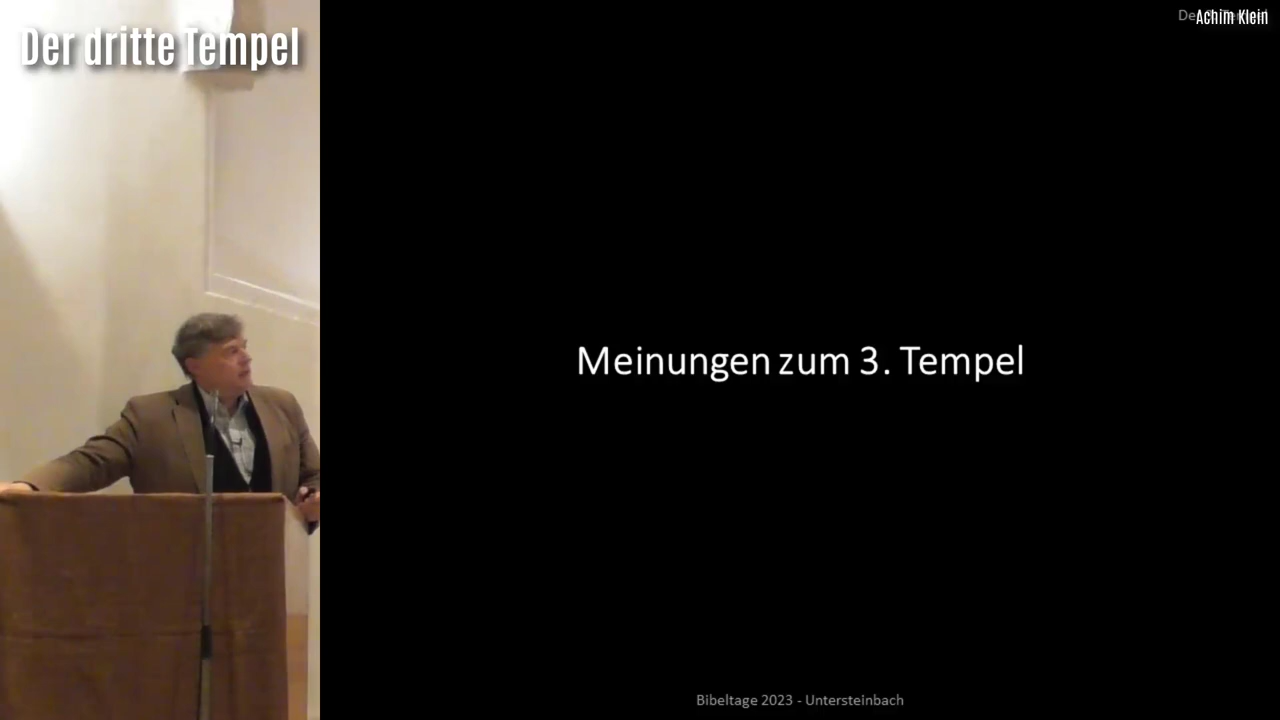 Der dritte Tempel
Achim Klein
Meinungen zum 3. Tempel
Bibeltage 2023 - Untersteinbach